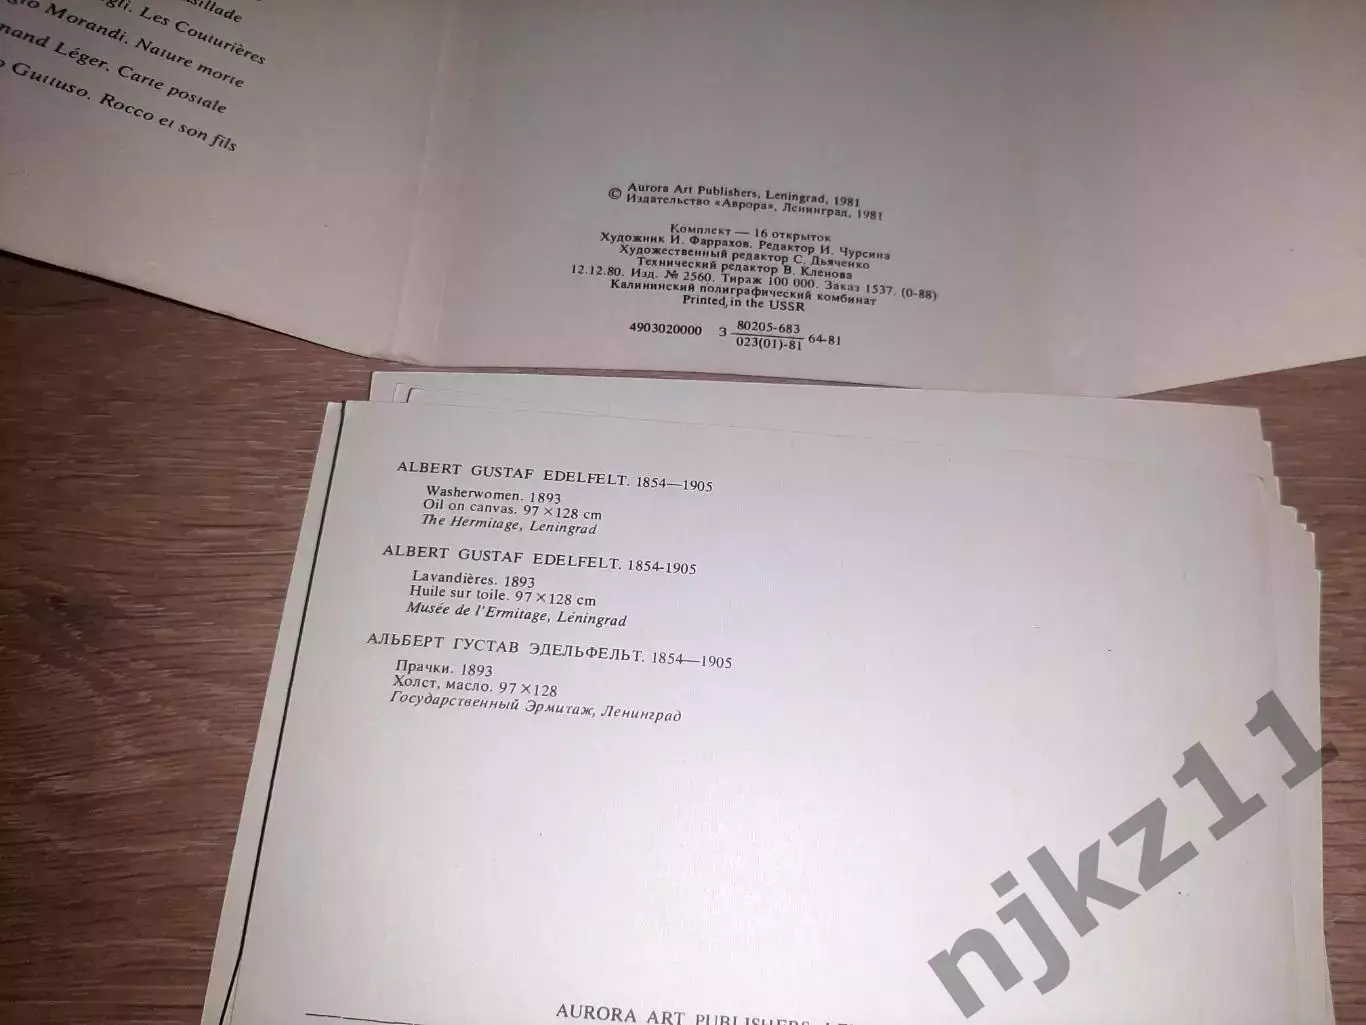 Les Couturières
Morandi. Nature morte
Léger. Carte postale
Guttuso. Rocco et son fils
© Aurora Art Publishers, Leningrad, 1981
Издательство «Аврора», Ленинград, 1981
Комплект — 16 открыток
Художник И. Фаррахов. Редактор И. Чурсина
Художественный редактор С. Дьяченко
Технический редактор В. Кленова
12.12.80. Изд. № 2560. Тираж 100 000. Заказ 1537. (0-88)
Калининский полиграфический комбинат
Printed in the USSR
4903020000 З 80205-683 64-81
023(01)-81
ALBERT GUSTAF EDELFELT. 1854—1905
Washerwomen. 1893
Oil on canvas. 97 × 128 cm
The Hermitage, Leningrad
ALBERT GUSTAF EDELFELT. 1854-1905
Lavandières. 1893
Huile sur toile. 97 × 128 cm
Musée de l'Ermitage, Léningrad
АЛЬБЕРТ ГУСТАВ ЭДЕЛЬФЕЛЬТ. 1854—1905
Прачки. 1893
Холст, масло. 97 × 128
Государственный Эрмитаж, Ленинград
AURORA ART PUBLISHERS
njkz11